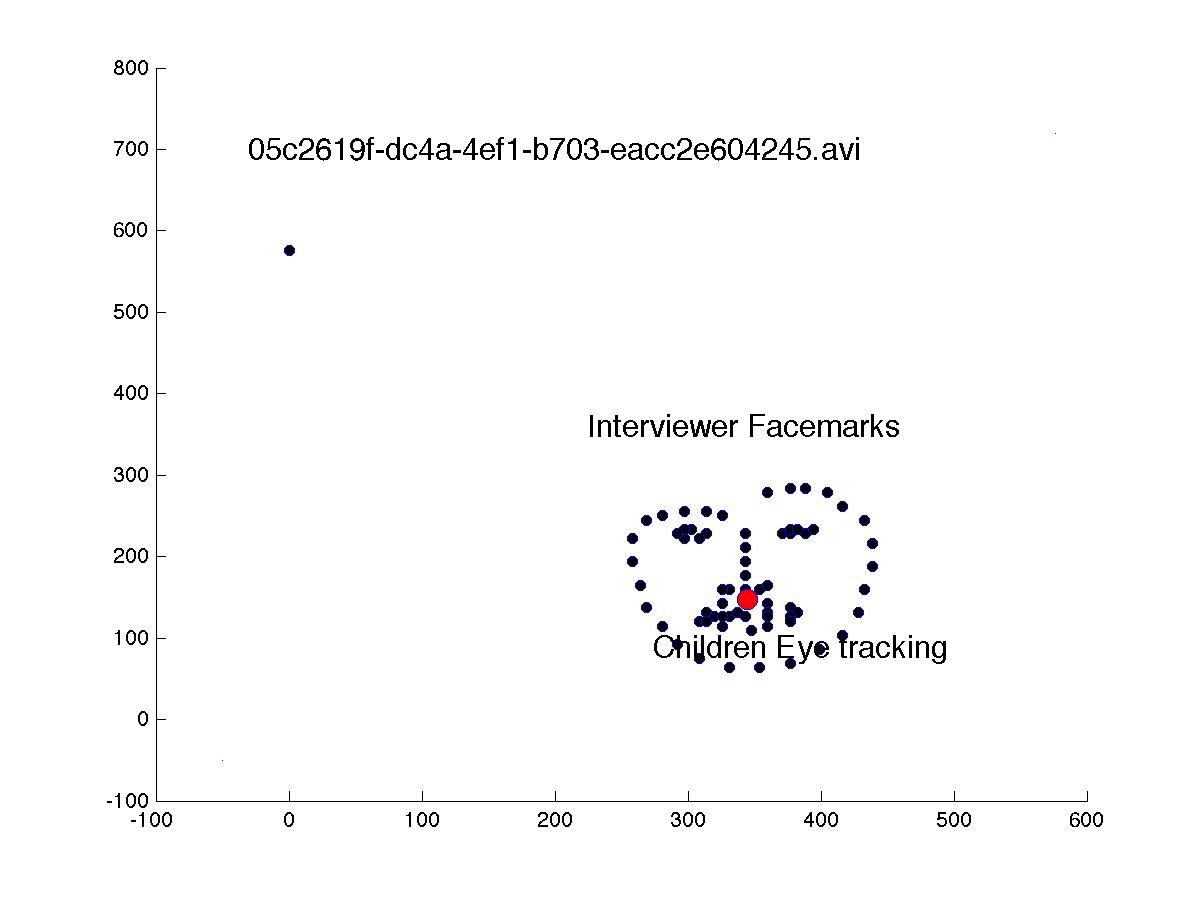 800
700
05c2619f-dc4a-4ef1-b703-eacc2e604245.avi
600
500
400
Interviewer Facemarks
300
200
100
Children Eye tracking
0
-100
-100 0 100 200 300 400 500 600